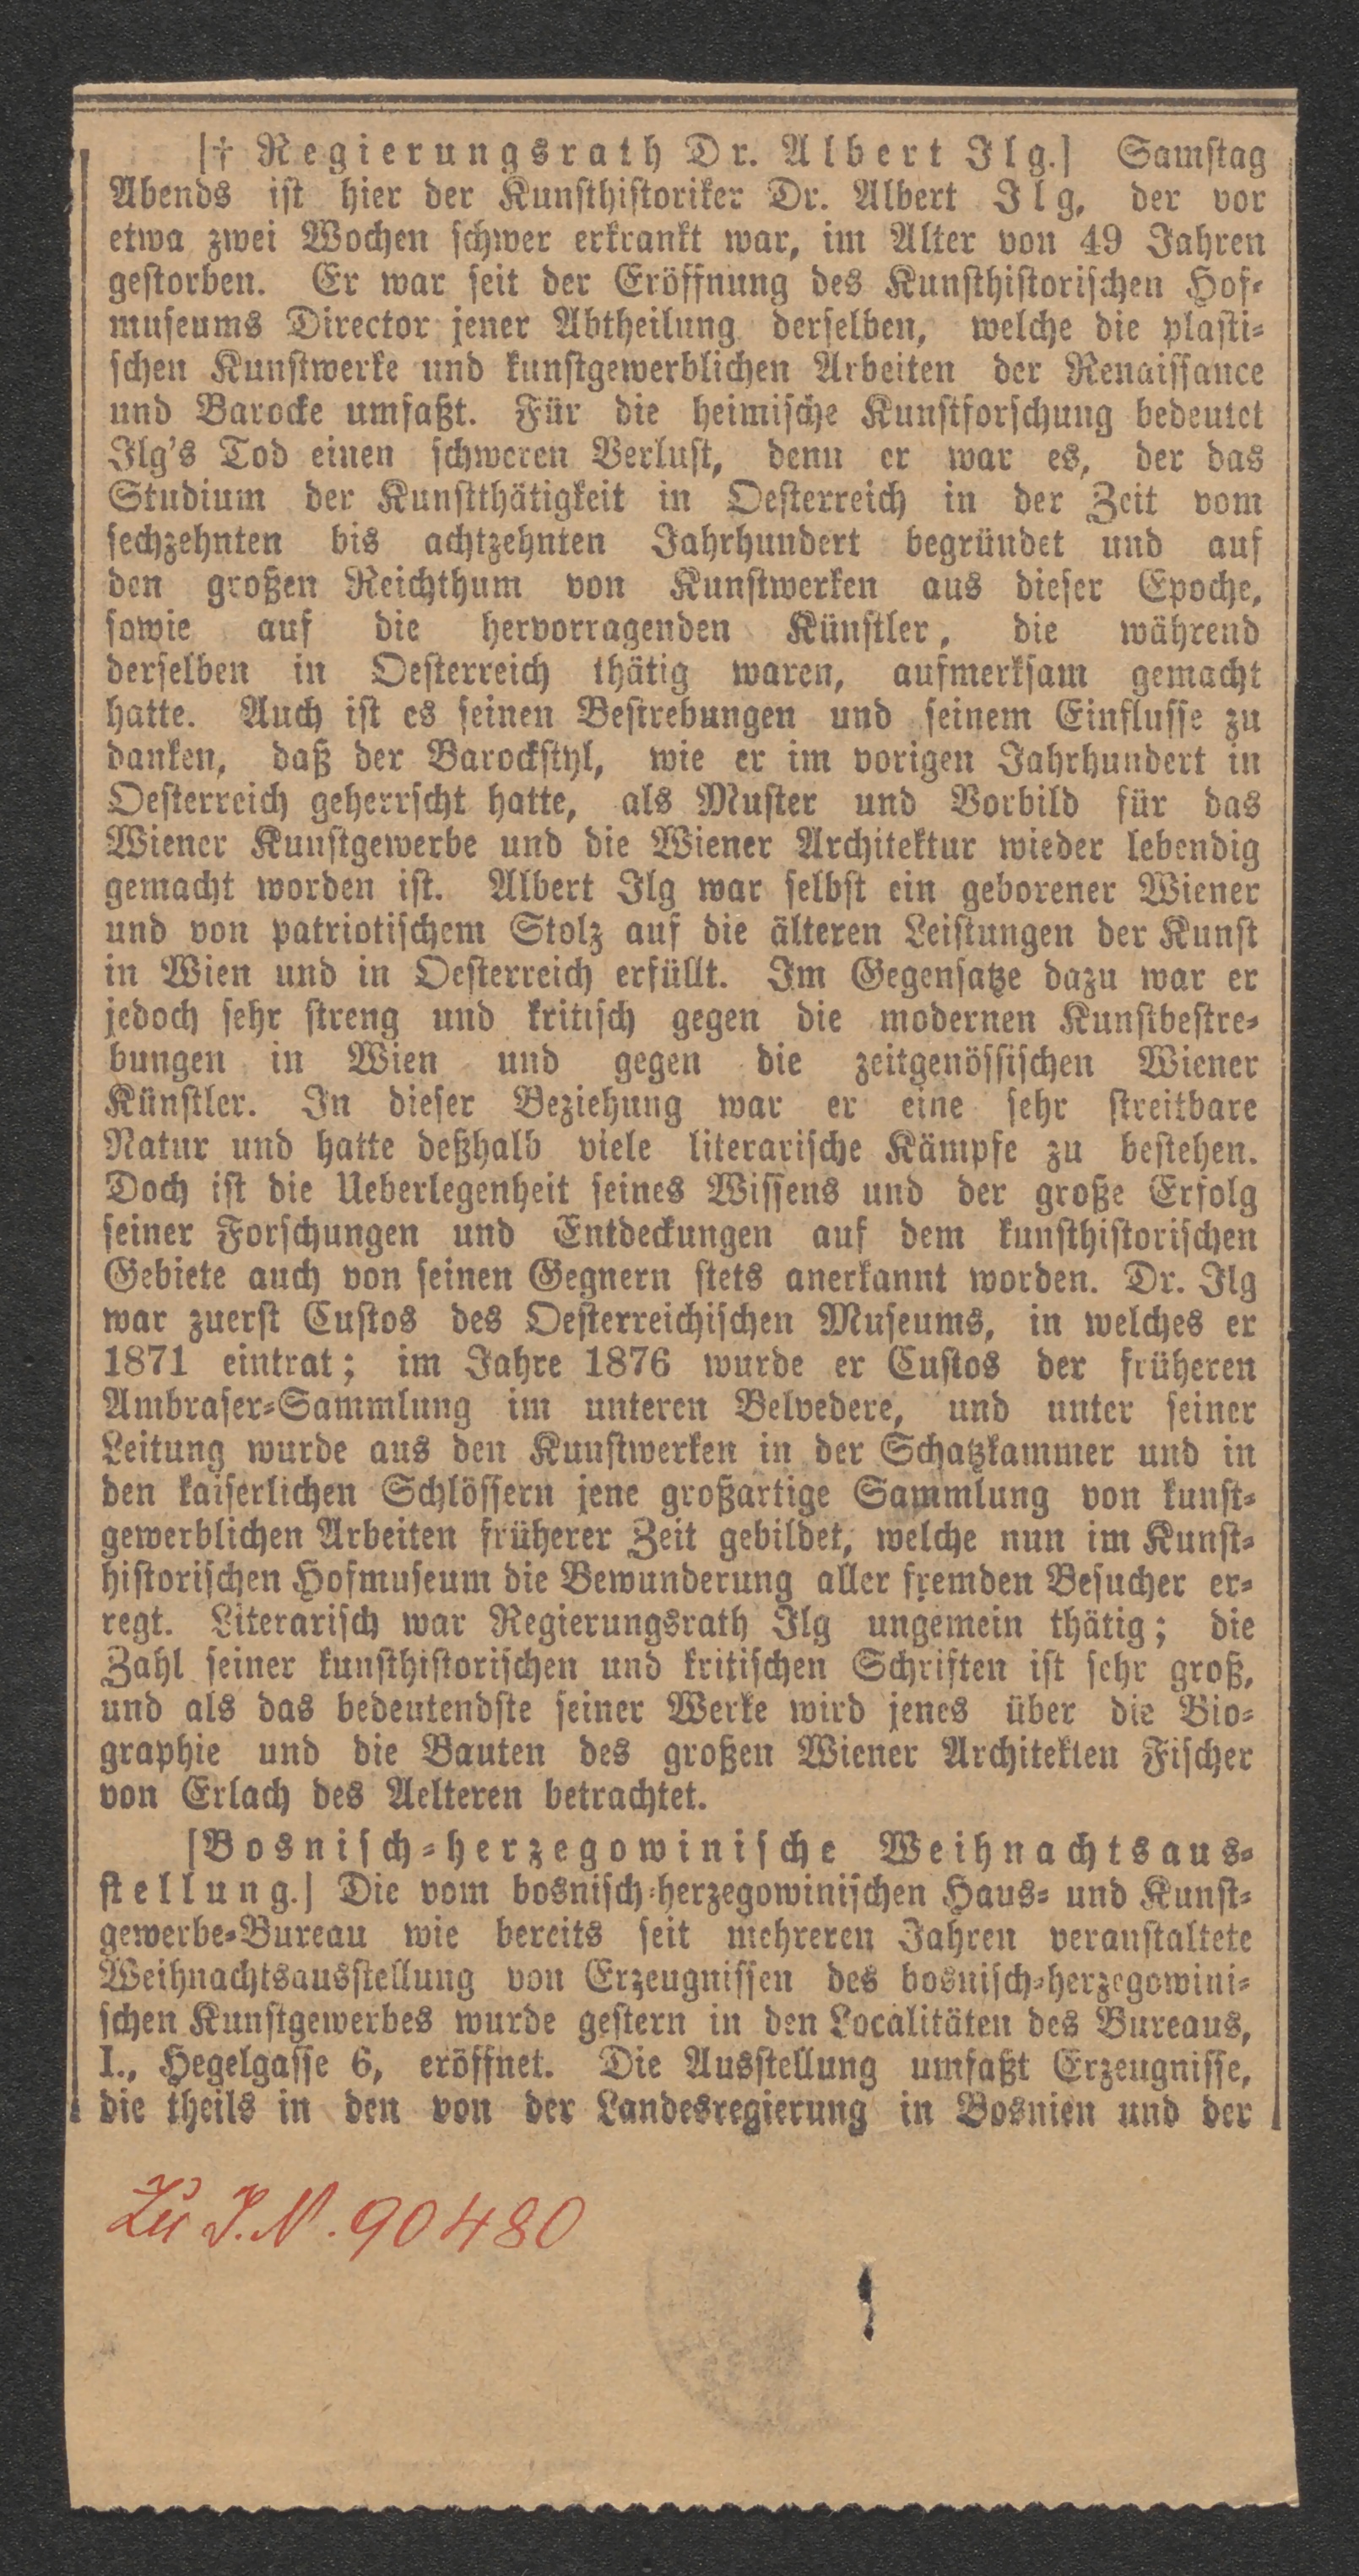 [† Regierungsrath Dr. Albert Ilg.] Samstag
Abends ist hier der Kunsthistoriker Dr. Albert Ilg, der vor
etwa zwei Wochen schwer erkrankt war, im Alter von 49 Jahren
gestorben. Er war seit der Eröffnung des Kunsthistorischen Hof-
museums Director jener Abtheilung derselben, welche die plasti-
schen Kunstwerke und kunstgewerblichen Arbeiten der Renaissance
und Barocke umfaßt. Für die heimische Kunstforschung bedeutet
Ilg's Tod einen schweren Verlust, denn er war es, der das
Studium der Kunstthätigkeit in Oesterreich in der Zeit vom
sechzehnten bis achtzehnten Jahrhundert begründet und auf
den großen Reichthum von Kunstwerken aus dieser Epoche,
sowie auf die hervorragenden Künstler, die während
derselben in Oesterreich thätig waren, aufmerksam gemacht
hatte. Auch ist es seinen Bestrebungen und seinem Einflusse zu
danken, daß der Barockstyl, wie er im vorigen Jahrhundert in
Oesterreich geherrscht hatte, als Muster und Vorbild für das
Wiener Kunstgewerbe und die Wiener Architektur wieder lebendig
gemacht worden ist. Albert Ilg war selbst ein geborener Wiener
und von patriotischem Stolz auf die älteren Leistungen der Kunst
in Wien und in Oesterreich erfüllt. Im Gegensatze dazu war er
jedoch sehr streng und kritisch gegen die modernen Kunstbestre-
bungen in Wien und gegen die zeitgenössischen Wiener
Künstler. In dieser Beziehung war er eine sehr streitbare
Natur und hatte deßhalb viele literarische Kämpfe zu bestehen.
Doch ist die Ueberlegenheit seines Wissens und der große Erfolg
seiner Forschungen und Entdeckungen auf dem kunsthistorischen
Gebiete auch von seinen Gegnern stets anerkannt worden. Dr. Ilg
war zuerst Custos des Oesterreichischen Museums, in welches er
1871 eintrat; im Jahre 1876 wurde er Custos der früheren
Ambraser-Sammlung im unteren Belvedere, und unter seiner
Leitung wurde aus den Kunstwerken in der Schatzkammer und in
den kaiserlichen Schlössern jene großartige Sammlung von kunst-
gewerblichen Arbeiten früherer Zeit gebildet, welche nun im Kunst-
historischen Hofmuseum die Bewunderung aller fremden Besucher er-
regt. Literarisch war Regierungsrath Ilg ungemein thätig; die
Zahl seiner kunsthistorischen und kritischen Schriften ist sehr groß,
und als das bedeutendste seiner Werke wird jenes über die Bio-
graphie und die Bauten des großen Wiener Architekten Fischer
von Erlach des Aelteren betrachtet.
[Bosnisch-herzegowinische Weihnachtsaus-
stellung.] Die vom bosnisch-herzegowinischen Haus- und Kunst-
gewerbe-Bureau wie bereits seit mehreren Jahren veranstaltete
Weihnachtsausstellung von Erzeugnissen des bosnisch-herzegowini-
schen Kunstgewerbes wurde gestern in den Localitäten des Bureaus,
I., Hegelgasse 6, eröffnet. Die Ausstellung umfaßt Erzeugnisse,
die theils in den von der Landesregierung in Bosnien und der
Zu J. N. 90480